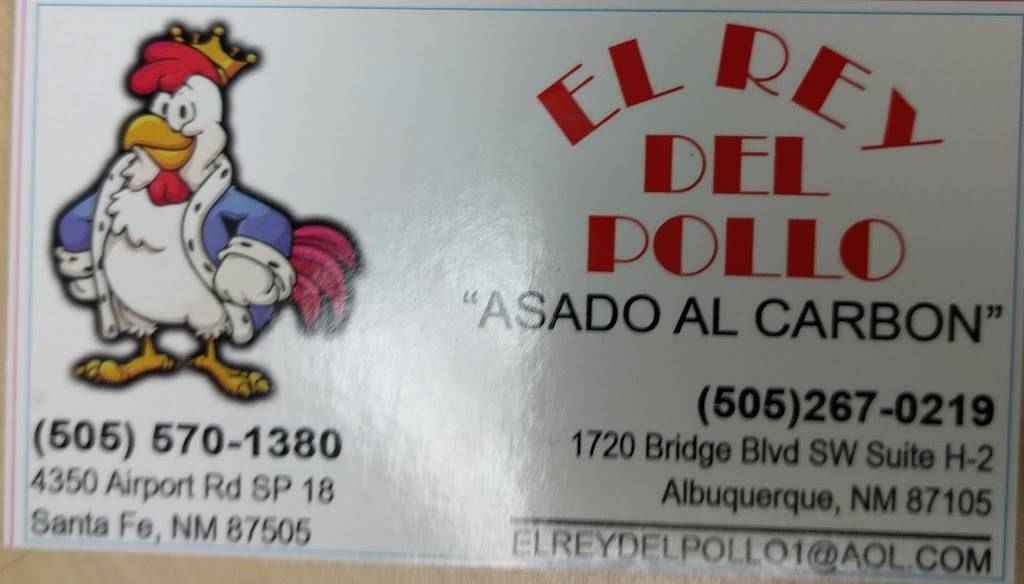 EL REY
DEL
POLLO
“ASADO AL CARBON”
(505) 570-1380
4350 Airport Rd SP 18
Santa Fe, NM 87505
(505)267-0219
1720 Bridge Blvd SW Suite H-2
Albuquerque, NM 87105
ELREYDELPOLLO1@AOL.COM